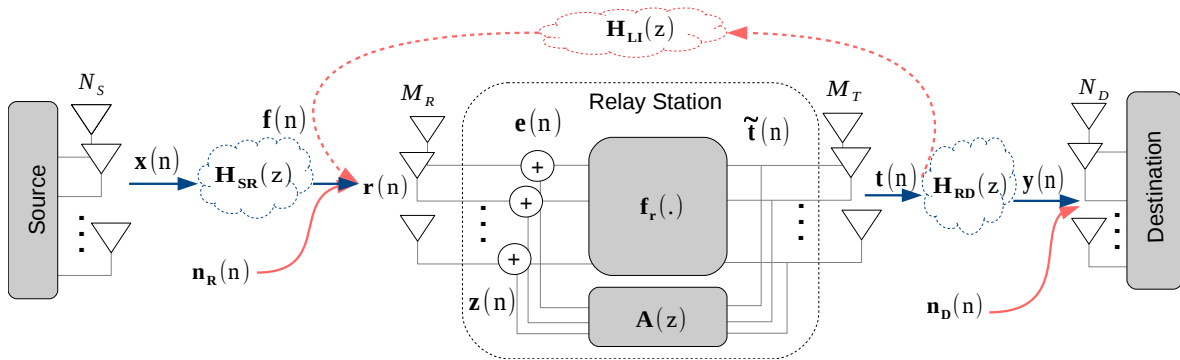 H_LI(z)
N_S
M_R
Relay Station
M_T
N_D
f(n)
e(n)
t̃(n)
Source
x(n)
H_SR(z)
r(n)
+
+
+
f_r(.)
t(n)
H_RD(z)
y(n)
Destination
n_R(n)
z(n)
A(z)
n_D(n)